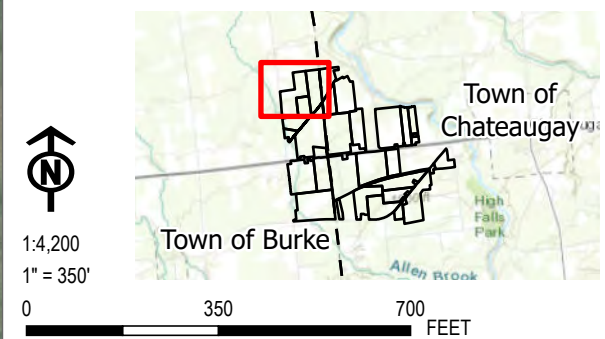 Town of
Chateaugay
High
Falls
Park
Town of Burke
Allen Brook
N
1:4,200
1" = 350'
0 350 700
FEET